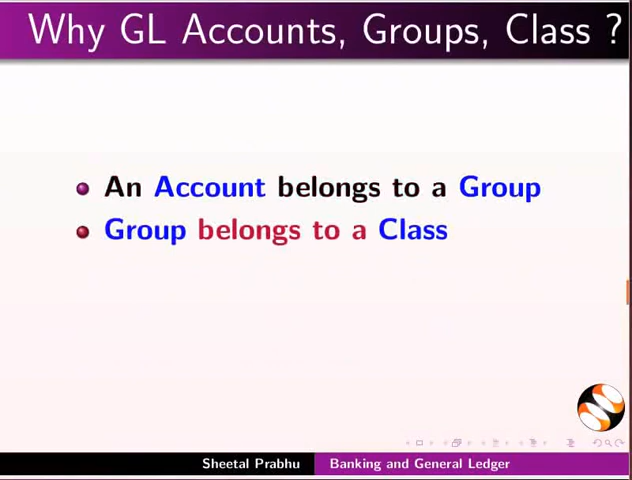 Why GL Accounts, Groups, Class ?
An Account belongs to a Group
Group belongs to a Class
Sheetal Prabhu
Banking and General Ledger